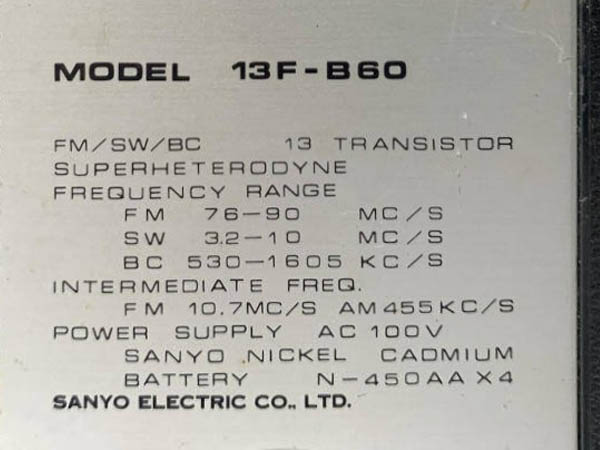 MODEL 13F-B60
FM/SW/BC 13 TRANSISTOR
SUPERHETERODYNE
FREQUENCY RANGE
FM 76-90 MC/S
SW 3.2-10 MC/S
BC 530-1605 KC/S
INTERMEDIATE FREQ.
FM 10.7MC/S AM 455KC/S
POWER SUPPLY AC 100V
SANYO NICKEL CADMIUM
BATTERY N-450AA X4
SANYO ELECTRIC CO., LTD.